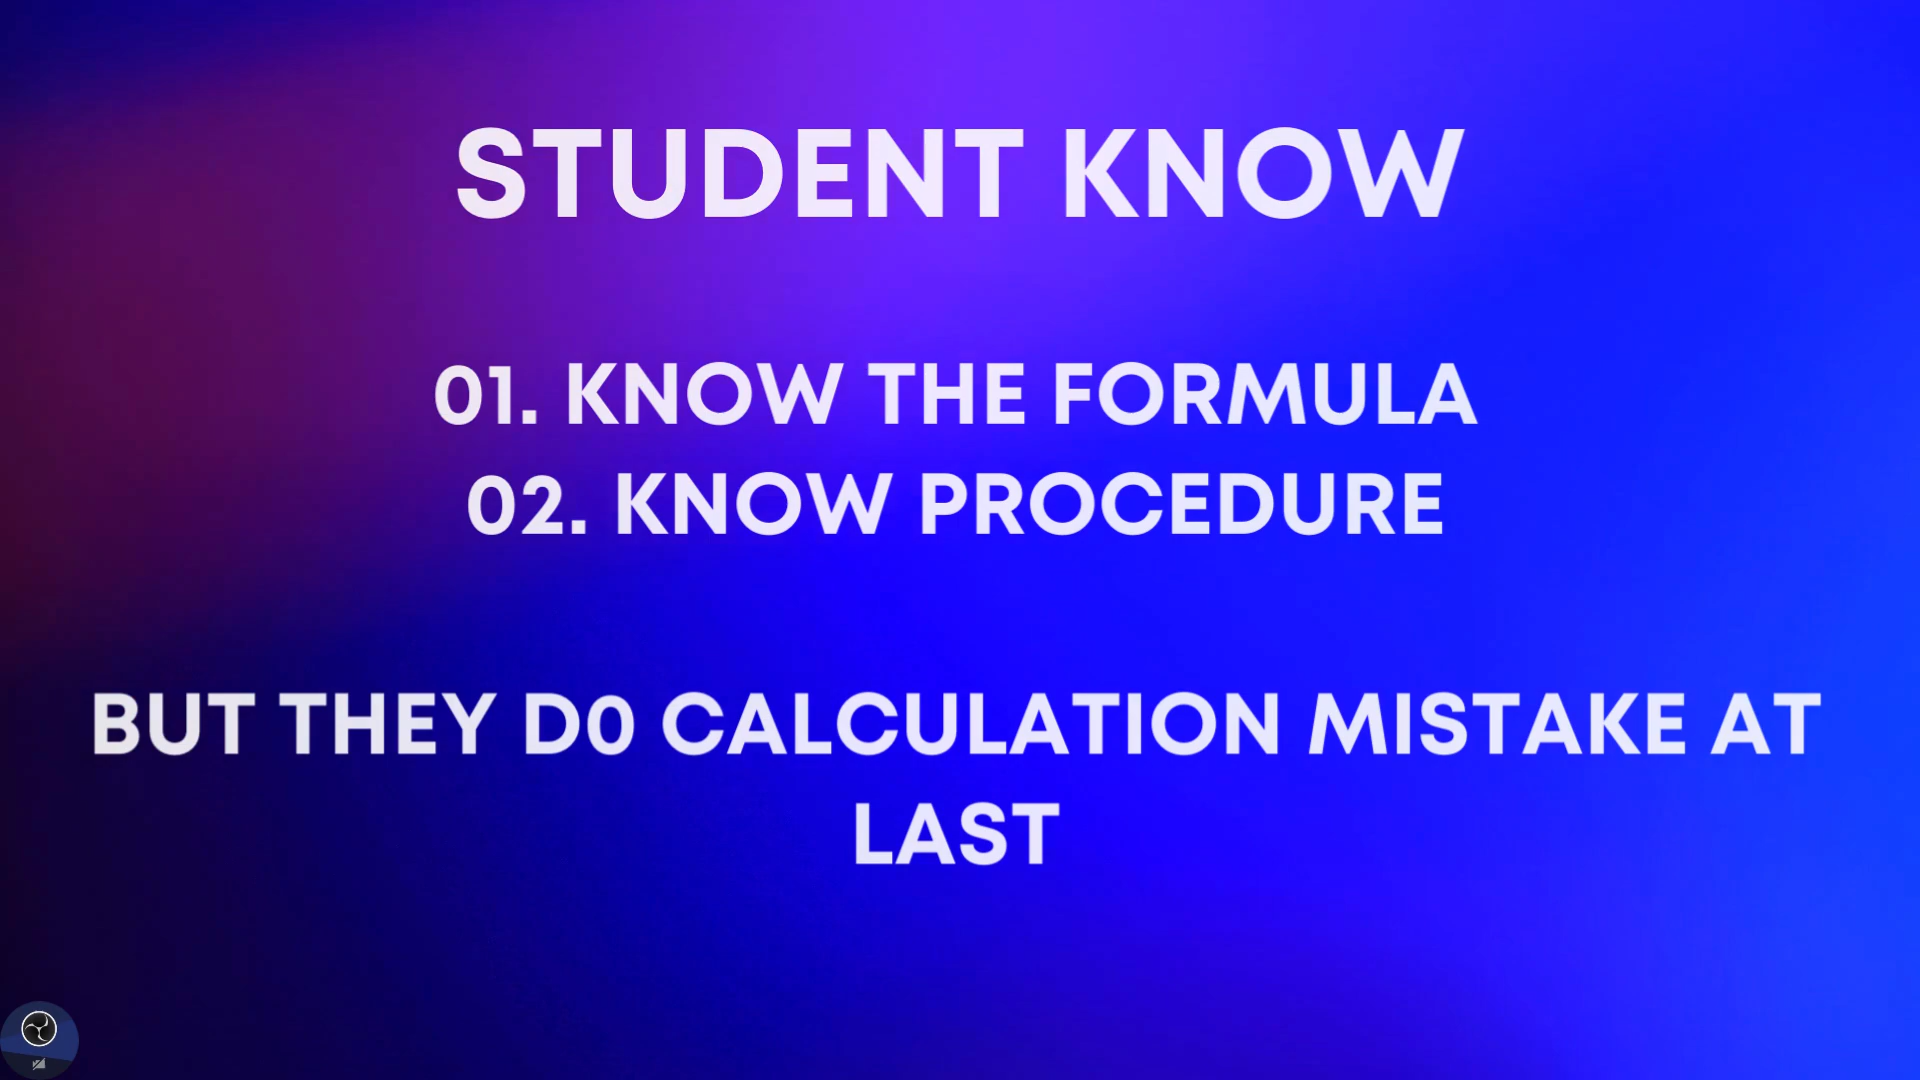 STUDENT KNOW
01. KNOW THE FORMULA
02. KNOW PROCEDURE
BUT THEY D0 CALCULATION MISTAKE AT
LAST